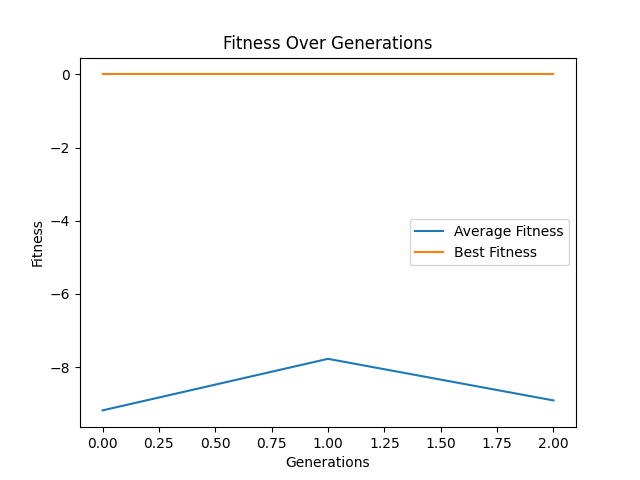 Fitness Over Generations
Fitness
0
−2
−4
−6
−8
Average Fitness
Best Fitness
0.00 0.25 0.50 0.75 1.00 1.25 1.50 1.75 2.00
Generations